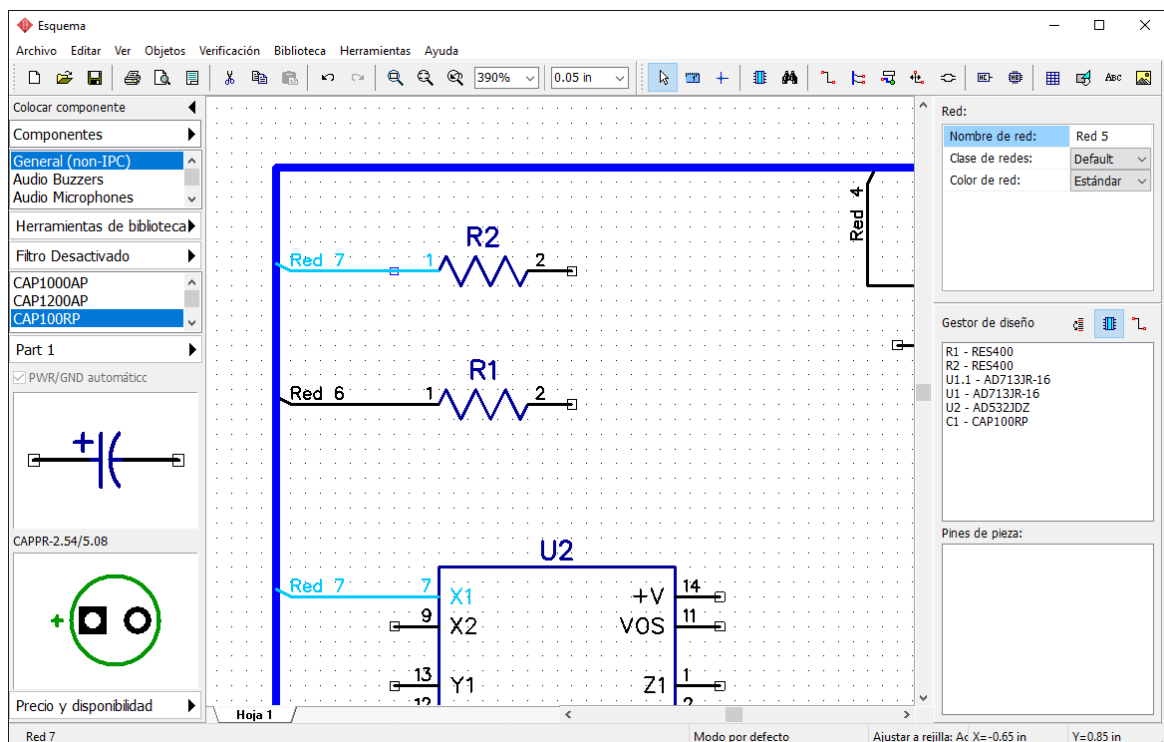 Esquema
Archivo Editar Ver Objetos Verificación Biblioteca Herramientas Ayuda
390% 0.05 in ABC
Colocar componente
Componentes
General (non-IPC)
Audio Buzzers
Audio Microphones
Herramientas de biblioteca
Filtro Desactivado
CAP1000AP
CAP1200AP
CAP100RP
Part 1
PWR/GND automáticc
+
CAPPR-2.54/5.08
+
Precio y disponibilidad
Red 4
R2
Red 7 1 2
R1
Red 6 1 2
U2
Red 7 7 X1 +V 14
9 X2 VOS 11
13 Y1 Z1 1
12 2
Hoja 1
Red:
Nombre de red: Red 5
Clase de redes: Default
Color de red: Estándar
Gestor de diseño
R1 - RES400
R2 - RES400
U1.1 - AD713JR-16
U1 - AD713JR-16
U2 - AD532JDZ
C1 - CAP100RP
Pines de pieza:
Red 7 Modo por defecto Ajustar a rejilla: Ac X=-0.65 in Y=0.85 in